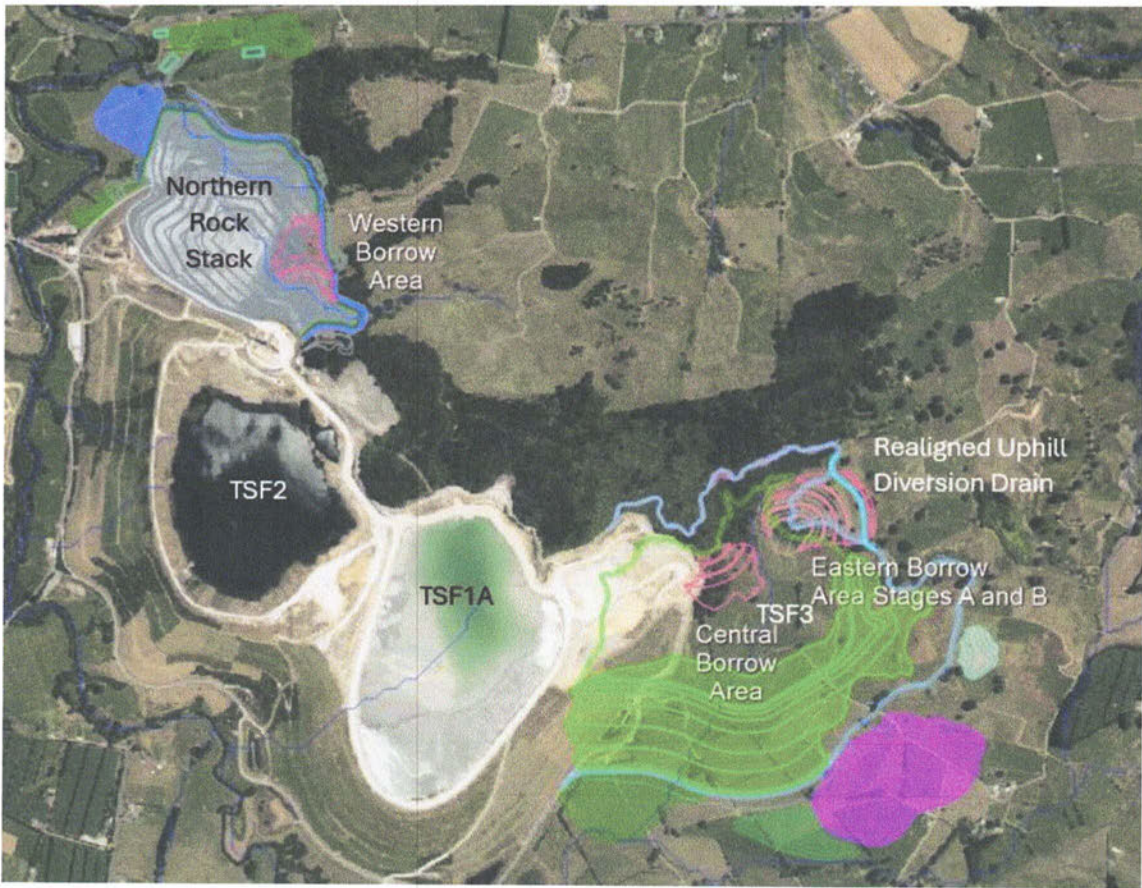 Northern
Rock
Stack
Western
Borrow
Area
TSF2
Realigned Uphill
Diversion Drain
TSF1A
Eastern Borrow
Area Stages A and B
TSF3
Central
Borrow
Area